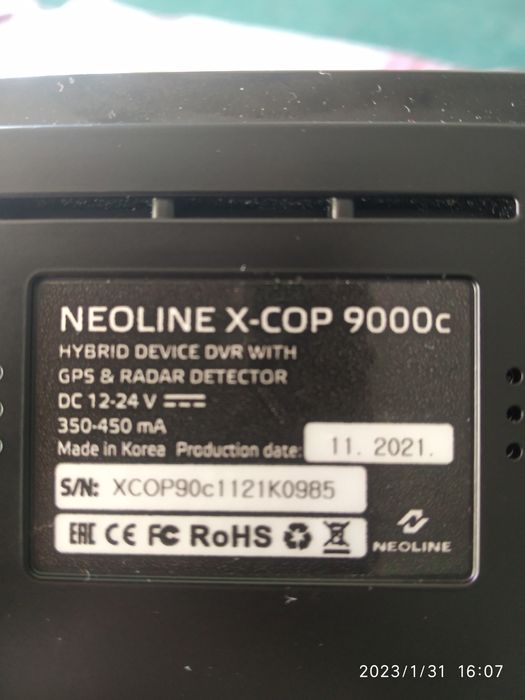 NEOLINE X-COP 9000c
HYBRID DEVICE DVR WITH
GPS & RADAR DETECTOR
DC 12-24 V
350-450 mA
Made in Korea Production date: 11. 2021.
S/N: XCOP90c1121K0985
EAC CE FC RoHS
NEOLINE
2023/1/31 16:07